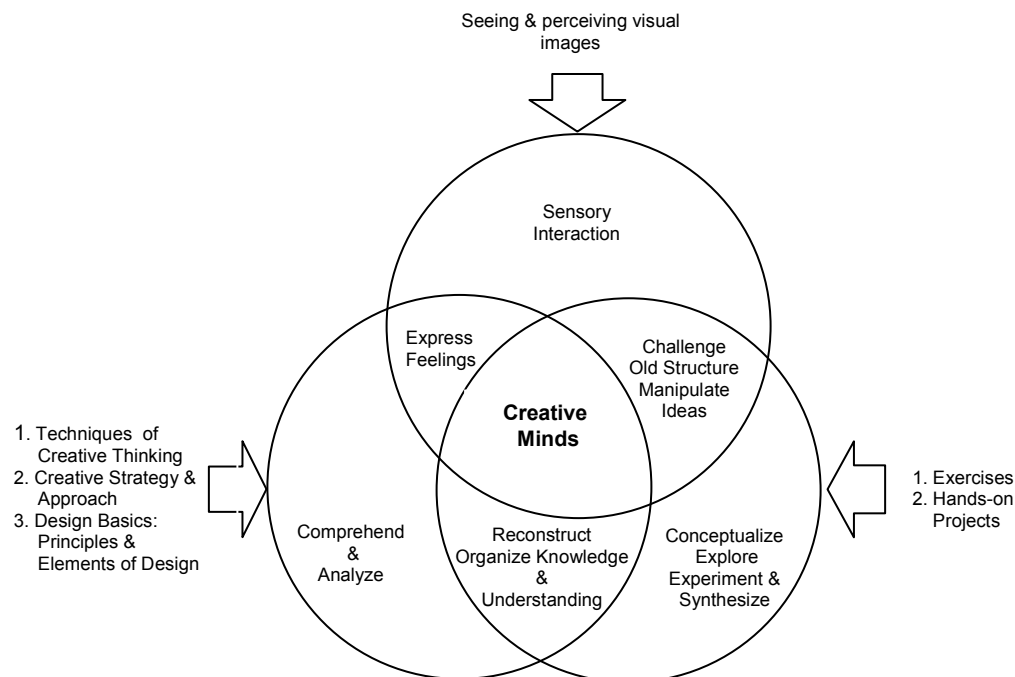 Seeing & perceiving visual
images
Sensory
Interaction
Express
Feelings
Challenge
Old Structure
Manipulate
Ideas
Creative
Minds
1. Techniques of
Creative Thinking
2. Creative Strategy &
Approach
3. Design Basics:
Principles &
Elements of Design
1. Exercises
2. Hands-on
Projects
Comprehend
&
Analyze
Reconstruct
Organize Knowledge
&
Understanding
Conceptualize
Explore
Experiment &
Synthesize